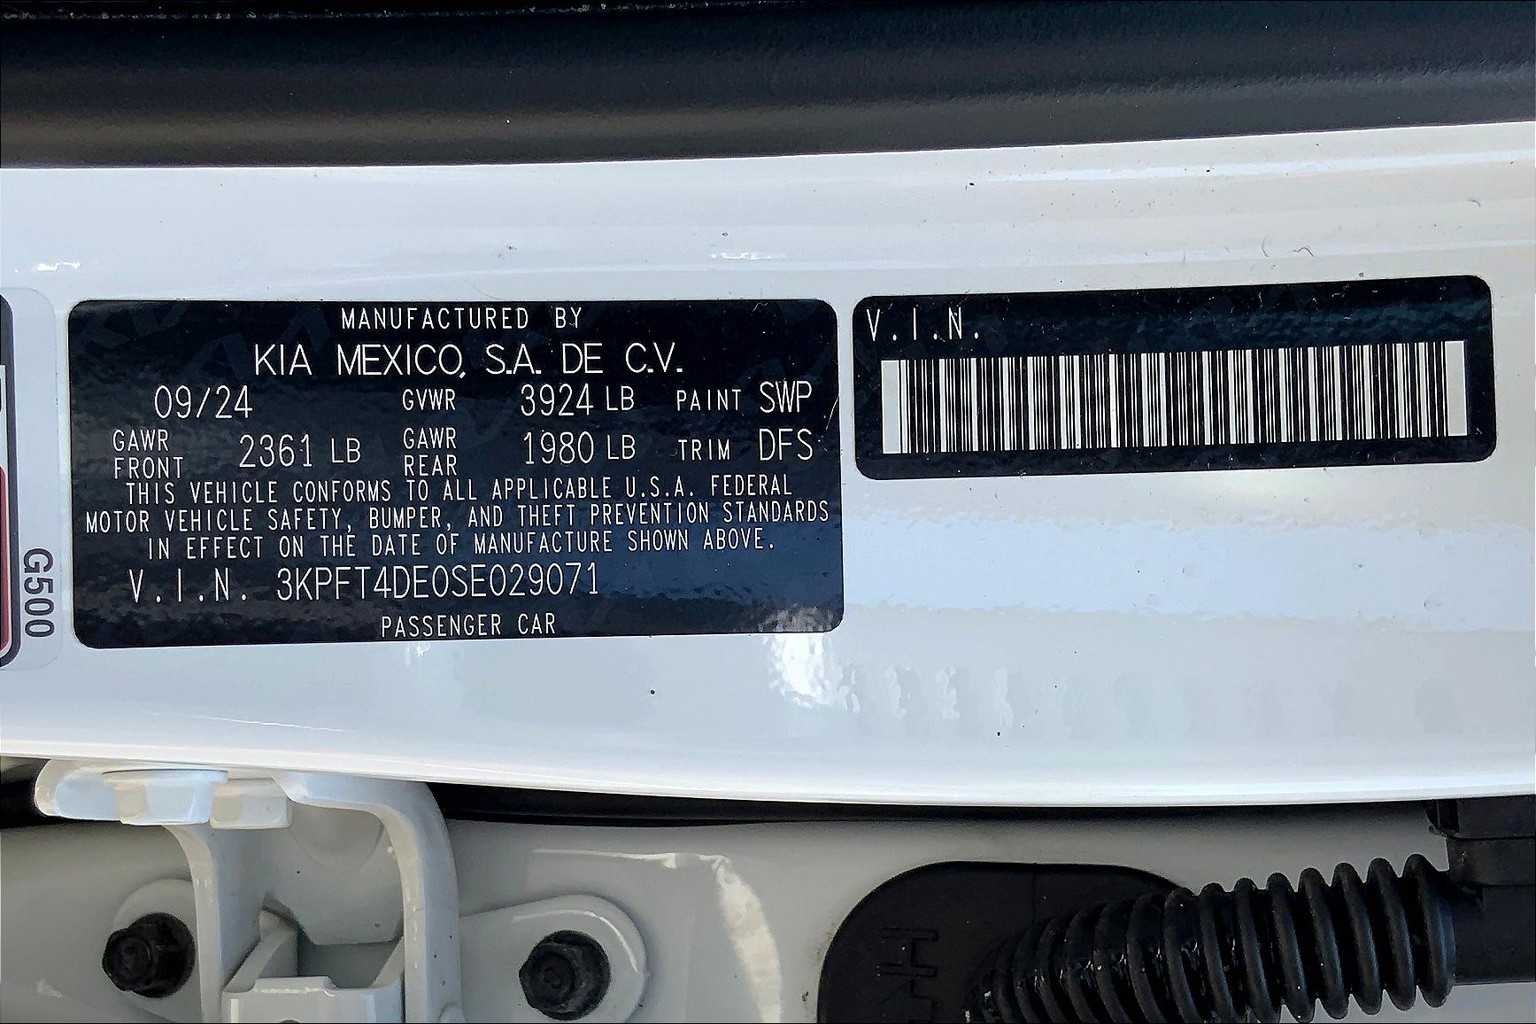 MANUFACTURED BY
KIA MEXICO, S.A. DE C.V.
09/24 GVWR 3924 LB PAINT SWP
GAWR FRONT 2361 LB GAWR REAR 1980 LB TRIM DFS
THIS VEHICLE CONFORMS TO ALL APPLICABLE U.S.A. FEDERAL
MOTOR VEHICLE SAFETY, BUMPER, AND THEFT PREVENTION STANDARDS
IN EFFECT ON THE DATE OF MANUFACTURE SHOWN ABOVE.
V.I.N. 3KPFT4DE0SE029071
PASSENGER CAR
V.I.N.
G500